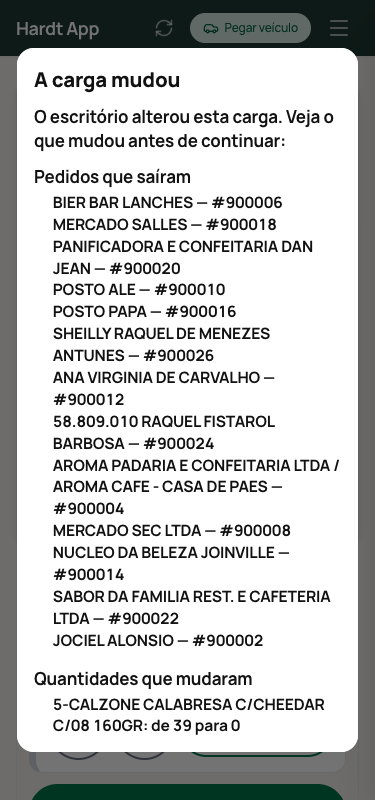 Hardt App
Pegar veículo
A carga mudou
O escritório alterou esta carga. Veja o
que mudou antes de continuar:
Pedidos que saíram
BIER BAR LANCHES — #900006
MERCADO SALLES — #900018
PANIFICADORA E CONFEITARIA DAN
JEAN — #900020
POSTO ALE — #900010
POSTO PAPA — #900016
SHEILLY RAQUEL DE MENEZES
ANTUNES — #900026
ANA VIRGINIA DE CARVALHO —
#900012
58.809.010 RAQUEL FISTAROL
BARBOSA — #900024
AROMA PADARIA E CONFEITARIA LTDA /
AROMA CAFE - CASA DE PAES —
#900004
MERCADO SEC LTDA — #900008
NUCLEO DA BELEZA JOINVILLE —
#900014
SABOR DA FAMILIA REST. E CAFETERIA
LTDA — #900022
JOCIEL ALONSIO — #900002
Quantidades que mudaram
5-CALZONE CALABRESA C/CHEEDAR
C/08 160GR: de 39 para 0